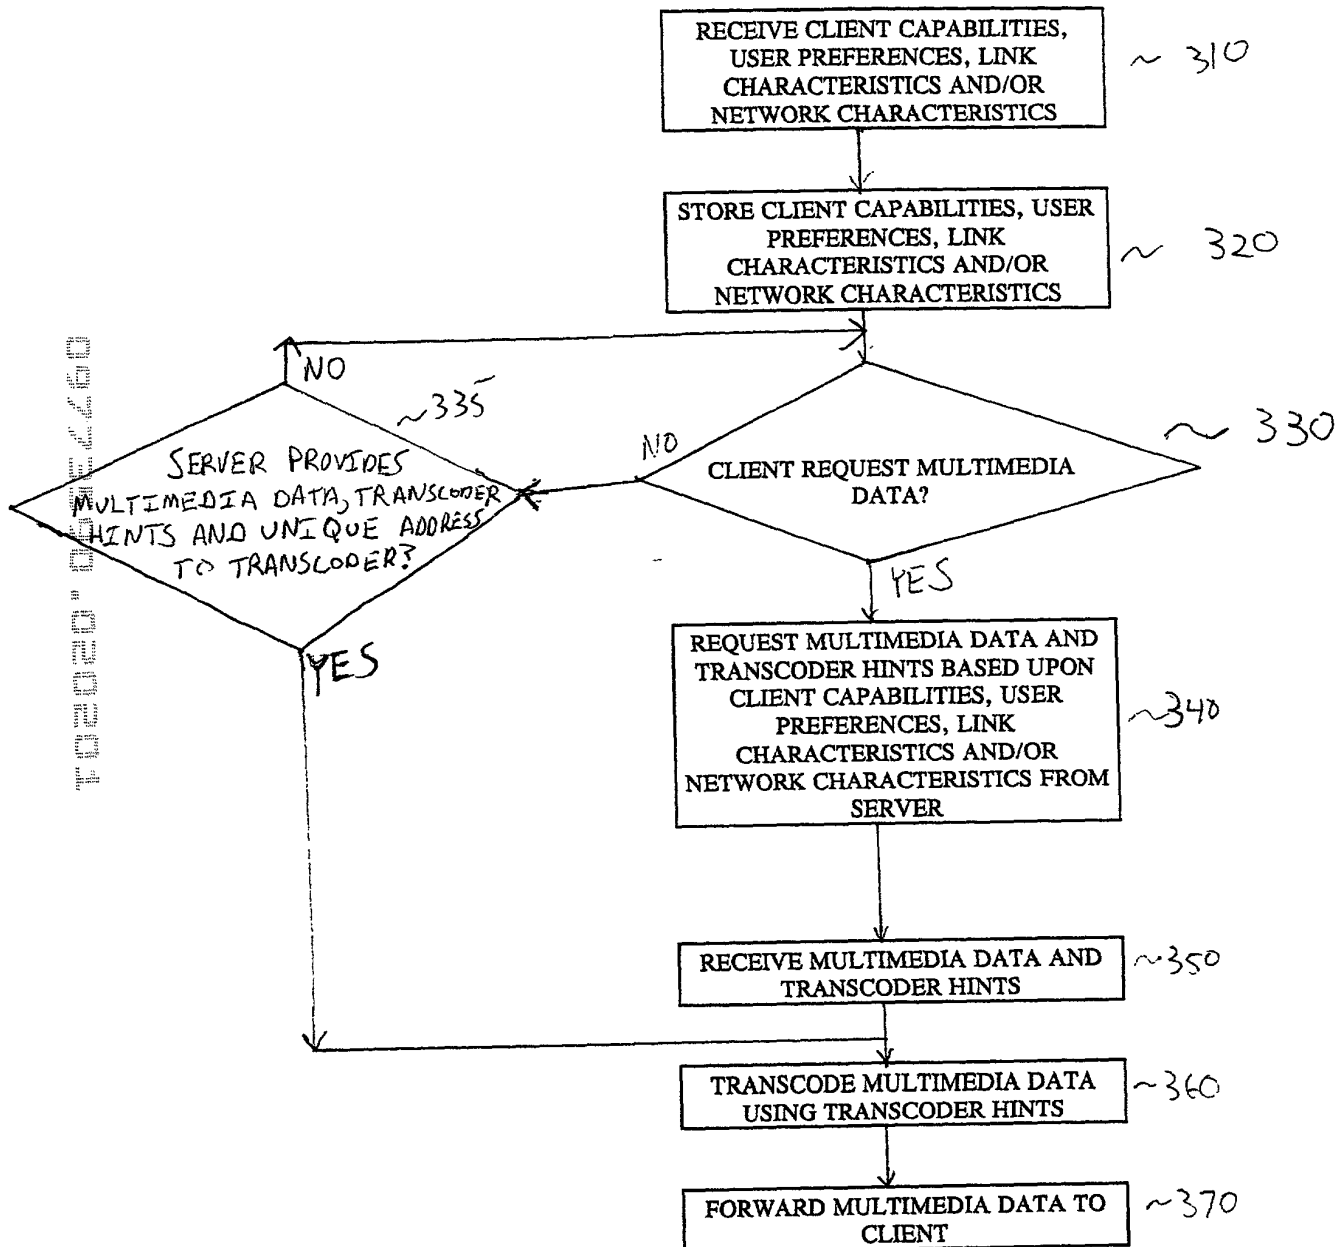 RECEIVE CLIENT CAPABILITIES,
USER PREFERENCES, LINK
CHARACTERISTICS AND/OR
NETWORK CHARACTERISTICS
~ 310
STORE CLIENT CAPABILITIES, USER
PREFERENCES, LINK
CHARACTERISTICS AND/OR
NETWORK CHARACTERISTICS
~ 320
NO
~335
SERVER PROVIDES
MULTIMEDIA DATA, TRANSCODER
HINTS AND UNIQUE ADDRESS
TO TRANSCODER?
YES
NO
CLIENT REQUEST MULTIMEDIA
DATA?
~ 330
YES
REQUEST MULTIMEDIA DATA AND
TRANSCODER HINTS BASED UPON
CLIENT CAPABILITIES, USER
PREFERENCES, LINK
CHARACTERISTICS AND/OR
NETWORK CHARACTERISTICS FROM
SERVER
~340
RECEIVE MULTIMEDIA DATA AND
TRANSCODER HINTS
~350
TRANSCODE MULTIMEDIA DATA
USING TRANSCODER HINTS
~360
FORWARD MULTIMEDIA DATA TO
CLIENT
~370